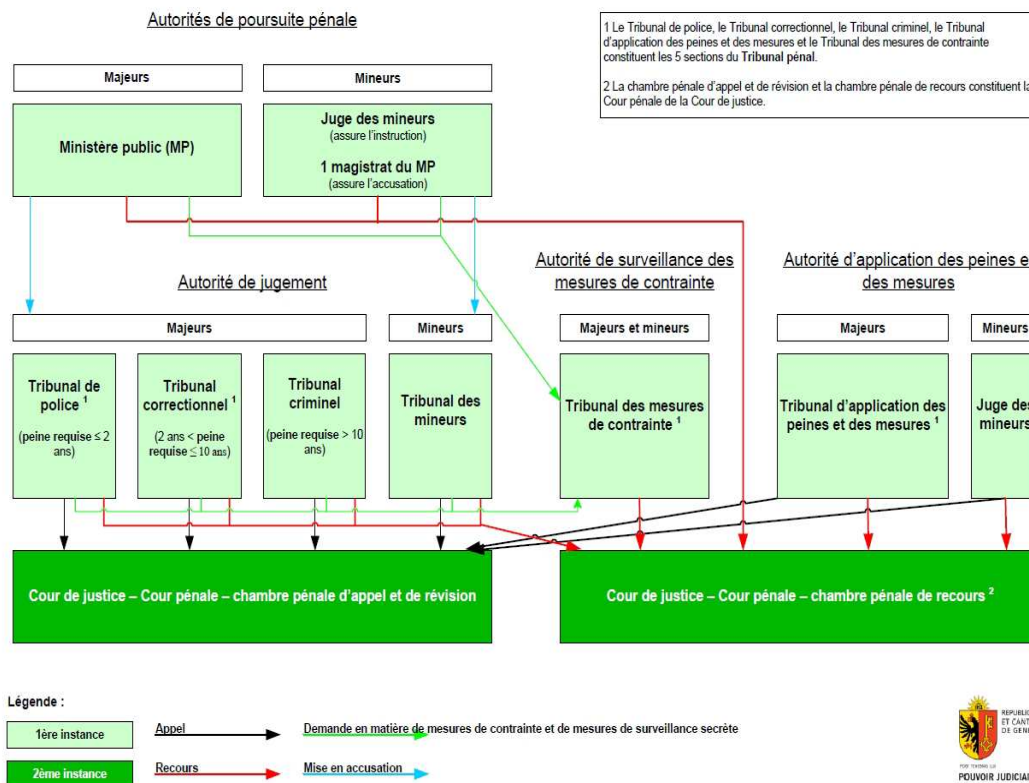 Autorités de poursuite pénale
1 Le Tribunal de police, le Tribunal correctionnel, le Tribunal criminel, le Tribunal
d'application des peines et des mesures et le Tribunal des mesures de contrainte
constituent les 5 sections du Tribunal pénal.
2 La chambre pénale d'appel et de révision et la chambre pénale de recours constituent la
Cour pénale de la Cour de justice.
Majeurs
Mineurs
Ministère public (MP)
Juge des mineurs
(assure l'instruction)
1 magistrat du MP
(assure l'accusation)
Autorité de jugement
Autorité de surveillance des
mesures de contrainte
Autorité d'application des peines e
des mesures
Majeurs
Mineurs
Majeurs et mineurs
Majeurs
Mineurs
Tribunal de
police ¹
(peine requise ≤ 2
ans)
Tribunal
correctionnel ¹
(2 ans < peine
requise ≤ 10 ans)
Tribunal
criminel
(peine requise > 10
ans)
Tribunal des
mineurs
Tribunal des mesures
de contrainte ¹
Tribunal d'application des
peines et des mesures ¹
Juge des
mineurs
Cour de justice – Cour pénale – chambre pénale d'appel et de révision
Cour de justice – Cour pénale – chambre pénale de recours ²
Légende :
1ère instance
Appel
Demande en matière de mesures de contrainte et de mesures de surveillance secrète
2ème instance
Recours
Mise en accusation
REPUBLIC
ET CANT
DE GENE
POUVOIR JUDICIAI